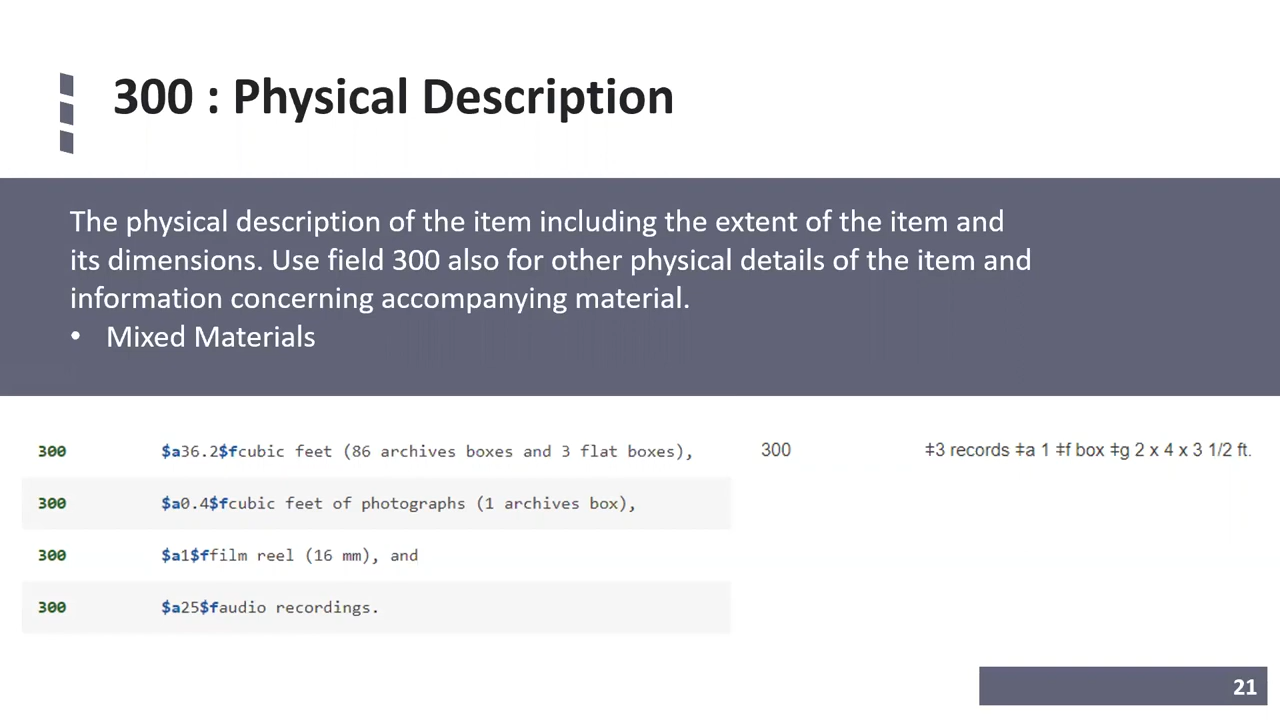 300 : Physical Description
The physical description of the item including the extent of the item and
its dimensions. Use field 300 also for other physical details of the item and
information concerning accompanying material.
• Mixed Materials
300 $a36.2$fcubic feet (86 archives boxes and 3 flat boxes),
300 $a0.4$fcubic feet of photographs (1 archives box),
300 $a1$ffilm reel (16 mm), and
300 $a25$faudio recordings.
300 ‡3 records ‡a 1 ‡f box ‡g 2 x 4 x 3 1/2 ft.
21